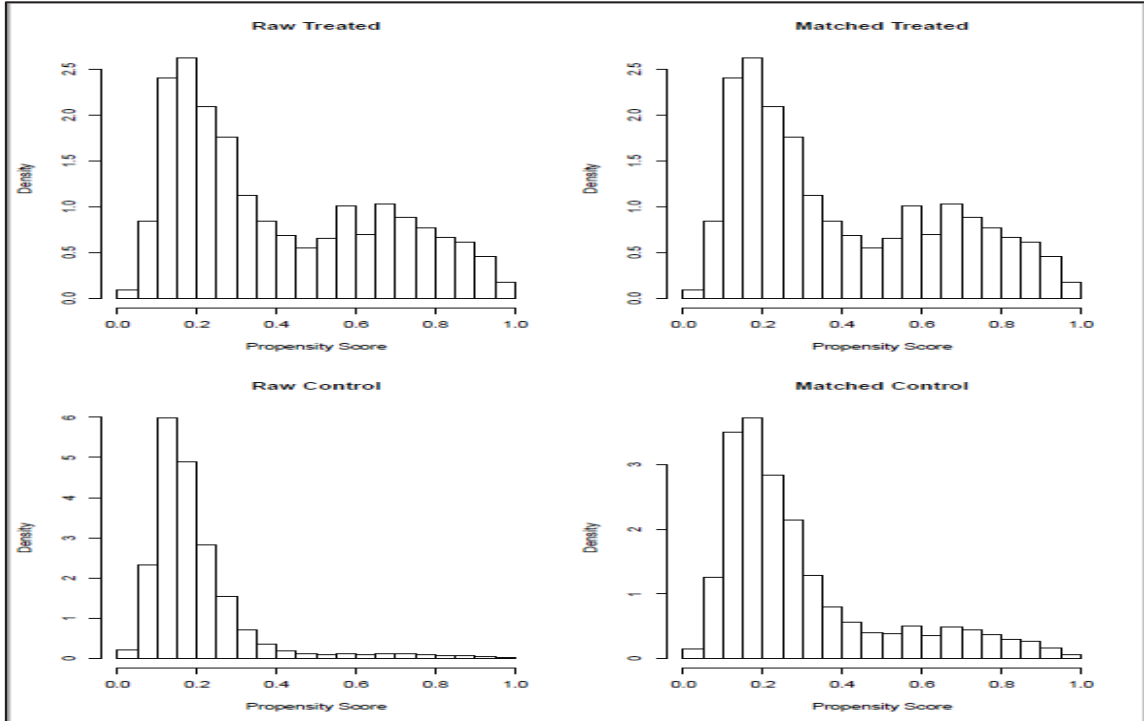 Raw Treated
Density
0.0 0.5 1.0 1.5 2.0 2.5
0.0 0.2 0.4 0.6 0.8 1.0
Propensity Score
Matched Treated
Density
0.0 0.5 1.0 1.5 2.0 2.5
0.0 0.2 0.4 0.6 0.8 1.0
Propensity Score
Raw Control
Density
0 1 2 3 4 5 6
0.0 0.2 0.4 0.6 0.8 1.0
Propensity Score
Matched Control
Density
0 1 2 3
0.0 0.2 0.4 0.6 0.8 1.0
Propensity Score